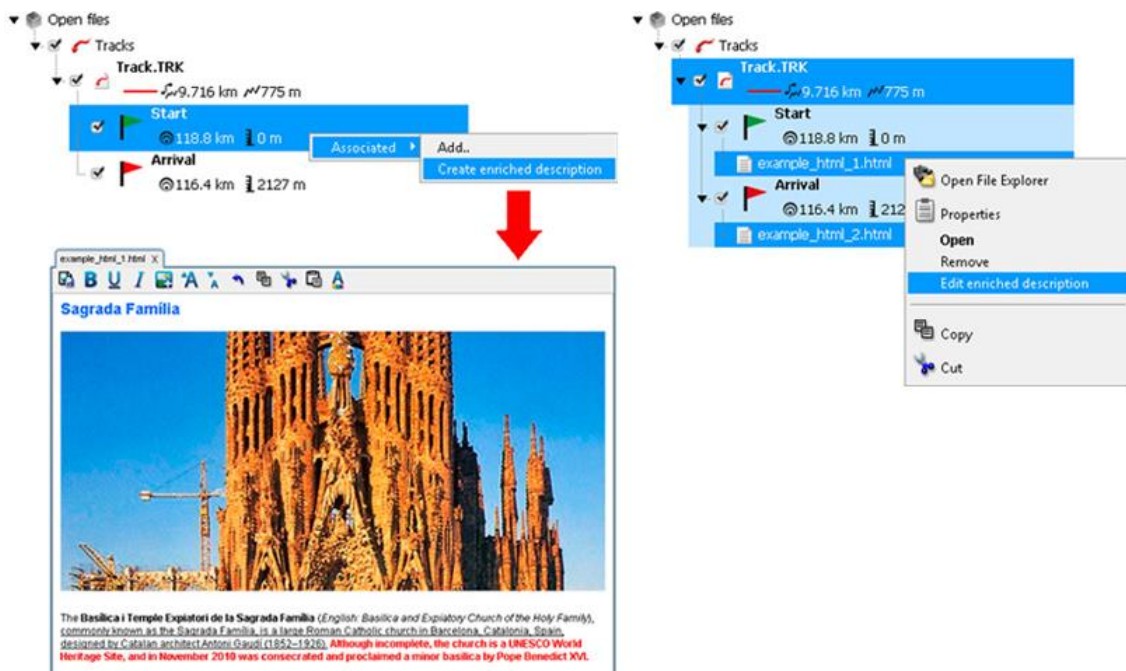 Open files
Tracks
Track.TRK
9.716 km 775 m
Start
118.8 km 0 m
Associated
Add..
Create enriched description
Arrival
116.4 km 2127 m
example_html_1.html X
B U I A A A
Sagrada Família
The Basílica i Temple Expiatori de la Sagrada Família (English: Basilica and Expiatory Church of the Holy Family),
commonly known as the Sagrada Família, is a large Roman Catholic church in Barcelona, Catalonia, Spain,
designed by Catalan architect Antoni Gaudí (1852–1926). Although incomplete, the church is a UNESCO World
Heritage Site, and in November 2010 was consecrated and proclaimed a minor basilica by Pope Benedict XVI.
Open files
Tracks
Track.TRK
9.716 km 775 m
Start
118.8 km 0 m
example_html_1.html
Arrival
116.4 km 212
example_html_2.html
Open File Explorer
Properties
Open
Remove
Edit enriched description
Copy
Cut